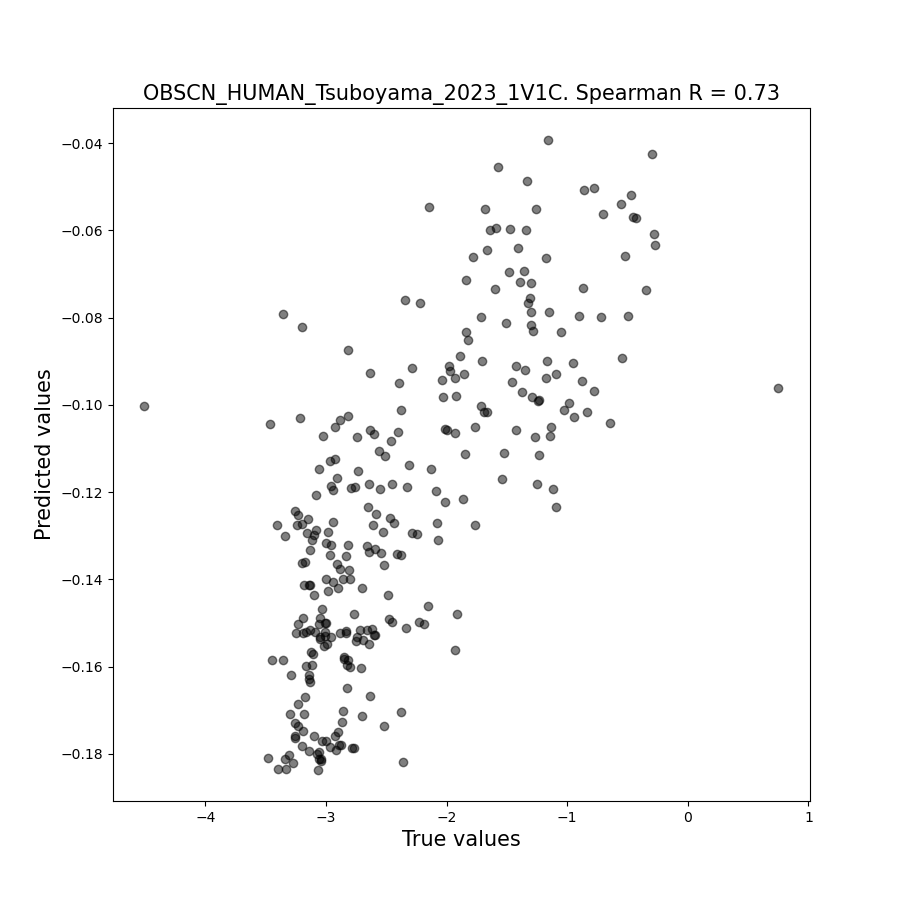 OBSCN_HUMAN_Tsuboyama_2023_1V1C. Spearman R = 0.73
−0.04
−0.06
−0.08
−0.10
−0.12
−0.14
−0.16
−0.18
Predicted values
−4 −3 −2 −1 0 1
True values